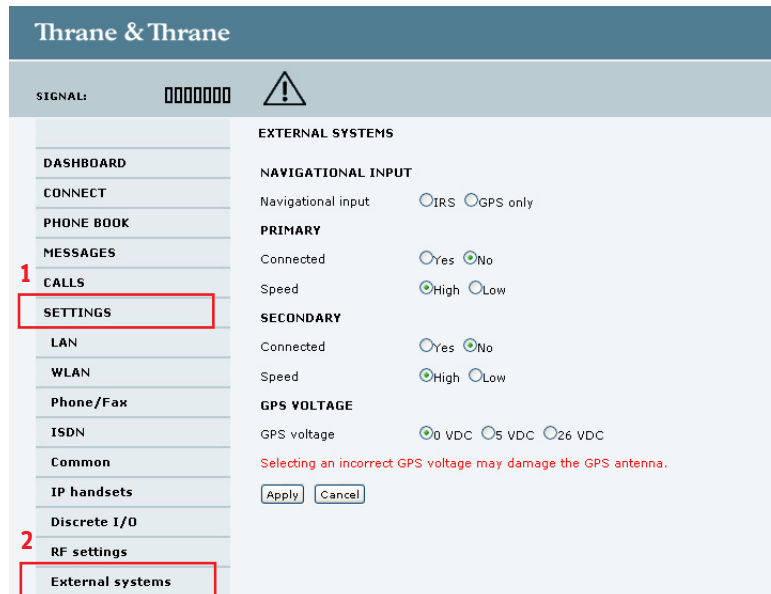 Thrane & Thrane
SIGNAL:
EXTERNAL SYSTEMS
DASHBOARD
CONNECT
PHONE BOOK
MESSAGES
1
CALLS
SETTINGS
LAN
WLAN
Phone/Fax
ISDN
Common
IP handsets
Discrete I/O
2
RF settings
External systems
NAVIGATIONAL INPUT
Navigational input IRS GPS only
PRIMARY
Connected Yes No
Speed High Low
SECONDARY
Connected Yes No
Speed High Low
GPS VOLTAGE
GPS voltage 0 VDC 5 VDC 26 VDC
Selecting an incorrect GPS voltage may damage the GPS antenna.
Apply Cancel